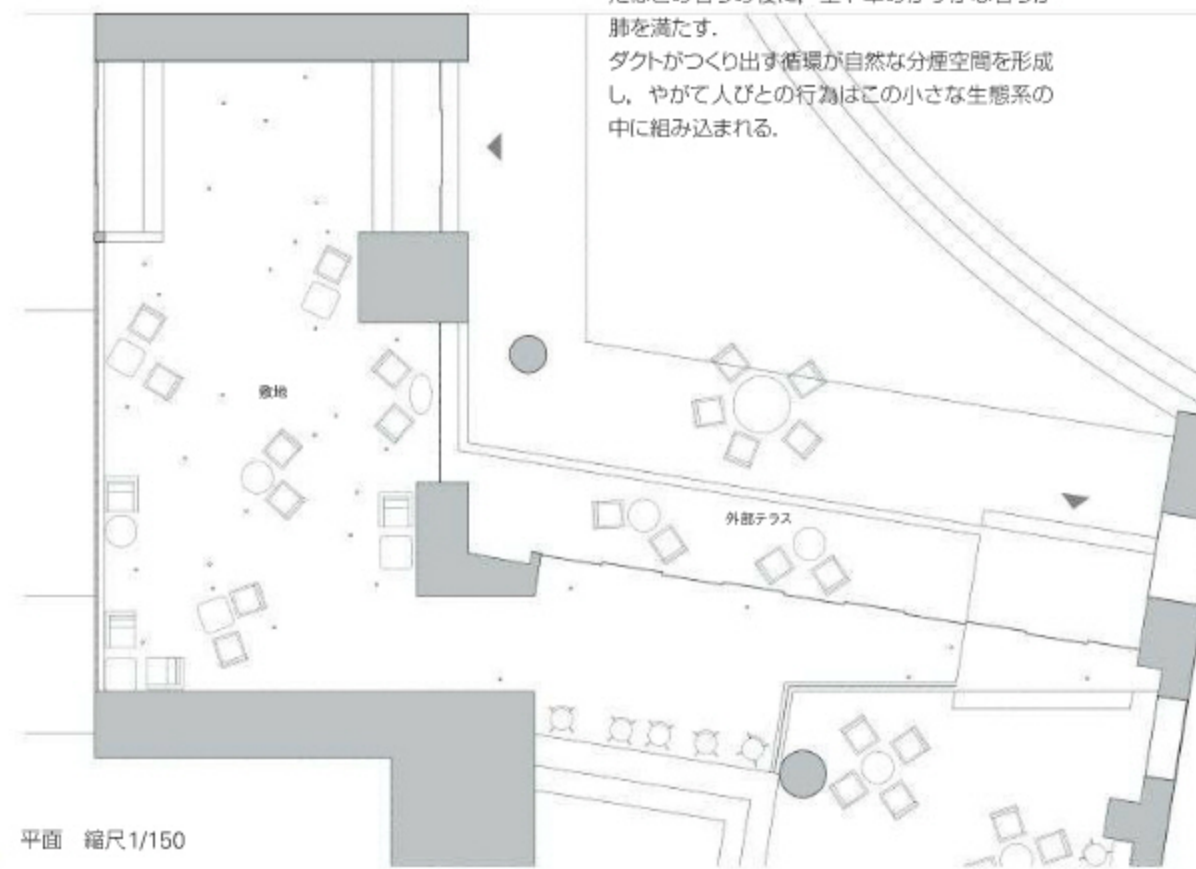 肺を満たす.
ダクトがつくり出す循環が自然な分煙空間を形成
し，やがて人びとの行為はこの小さな生態系の
中に組み込まれる.
敷地
外部テラス
平面　縮尺1/150